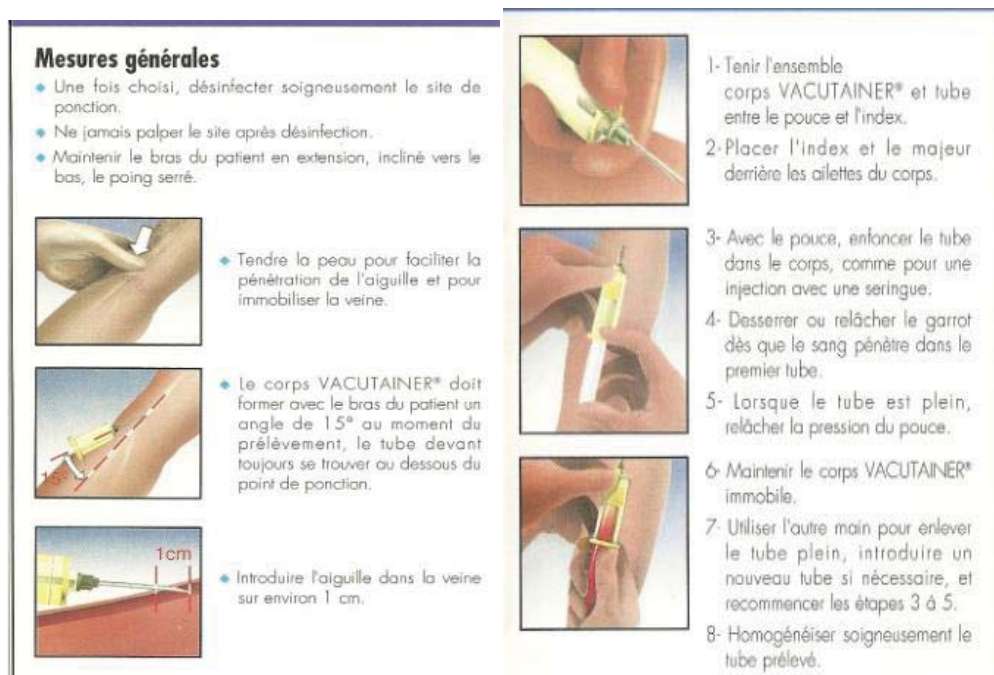 Mesures générales
Une fois choisi, désinfecter soigneusement le site de
ponction.
Ne jamais palper le site après désinfection.
Maintenir le bras du patient en extension, incliné vers le
bas, le poing serré.
Tendre la peau pour faciliter la
pénétration de l'aiguille et pour
immobiliser la veine.
Le corps VACUTAINER® doit
former avec le bras du patient un
angle de 15° au moment du
prélèvement, le tube devant
toujours se trouver au dessous du
point de ponction.
15°
1cm
Introduire l'aiguille dans la veine
sur environ 1 cm.
1- Tenir l'ensemble
corps VACUTAINER® et tube
entre le pouce et l'index.
2- Placer l'index et le majeur
derrière les ailettes du corps.
3- Avec le pouce, enfoncer le tube
dans le corps, comme pour une
injection avec une seringue.
4- Desserrer ou relâcher le garrot
dès que le sang pénètre dans le
premier tube.
5- Lorsque le tube est plein,
relâcher la pression du pouce.
6- Maintenir le corps VACUTAINER®
immobile.
7- Utiliser l'autre main pour enlever
le tube plein, introduire un
nouveau tube si nécessaire, et
recommencer les étapes 3 à 5.
8- Homogénéiser soigneusement le
tube prélevé.